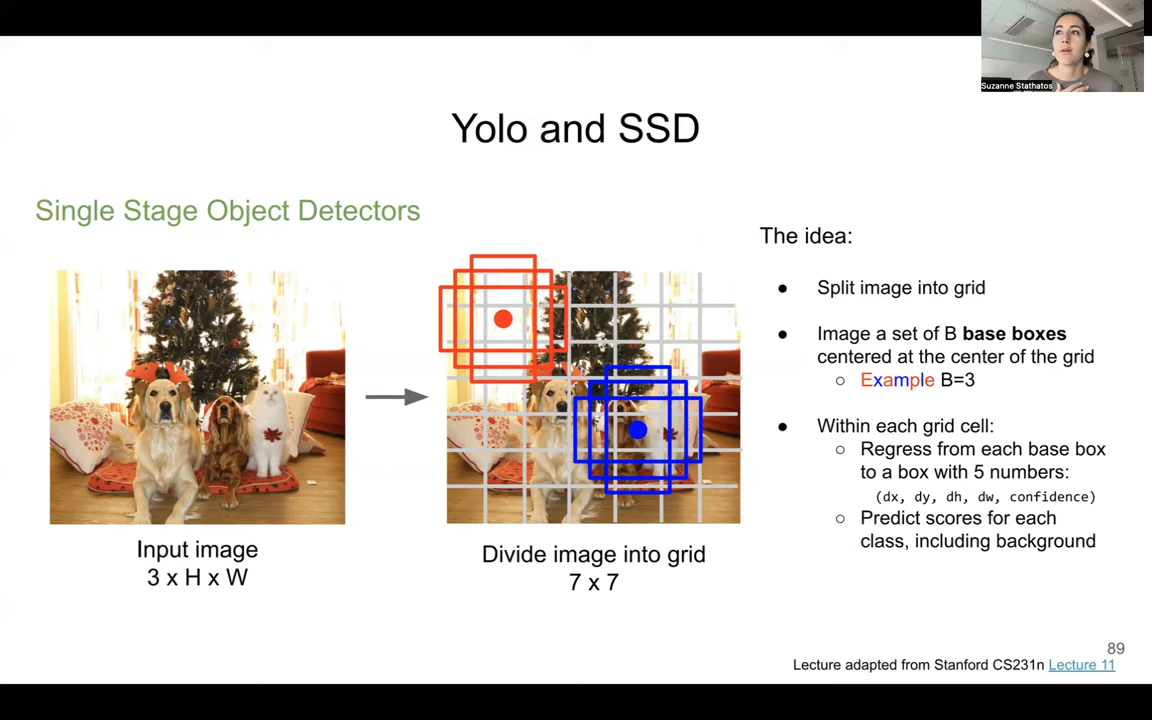 Suzanne Stathatos
Yolo and SSD
Single Stage Object Detectors
Input image
3 x H x W
Divide image into grid
7 x 7
The idea:
● Split image into grid
● Image a set of B base boxes
centered at the center of the grid
○ Example B=3
● Within each grid cell:
○ Regress from each base box
to a box with 5 numbers:
(dx, dy, dh, dw, confidence)
○ Predict scores for each
class, including background
89
Lecture adapted from Stanford CS231n Lecture 11